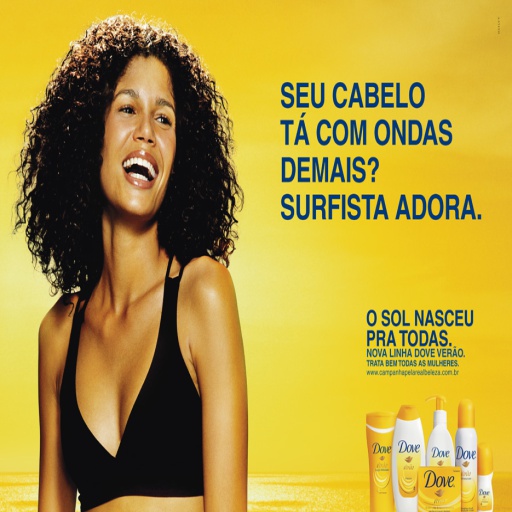 SEU CABELO
TÁ COM ONDAS
DEMAIS?
SURFISTA ADORA.
O SOL NASCEU
PRA TODAS.
NOVA LINHA DOVE VERÃO.
TRATA BEM TODAS AS MULHERES.
www.campanhapelarealbeleza.com.br
Dove
Dove
Dove
Dove
Dove
Dove